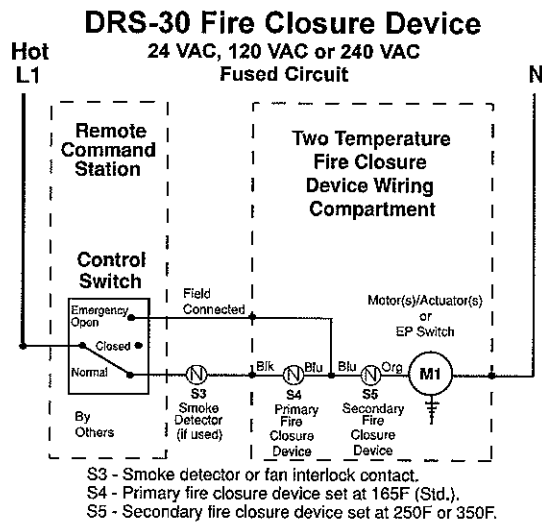 DRS-30 Fire Closure Device
24 VAC, 120 VAC or 240 VAC
Fused Circuit
Hot
L1
N
Remote
Command
Station
Two Temperature
Fire Closure
Device Wiring
Compartment
Control
Switch
Emergency
Opon
Closed
Normal
Field
Connected
Motor(s)/Actuator(s)
or
EP Switch
Blk
Blu
Blu
Org
N
N
N
M1
S3
Smoke
Detector
(if used)
S4
Primary
Fire
Closure
Device
S5
Secondary
Fire
Closure
Device
By
Others
S3 - Smoke detector or fan interlock contact.
S4 - Primary fire closure device set at 165F (Std.).
S5 - Secondary fire closure device set at 250F or 350F.